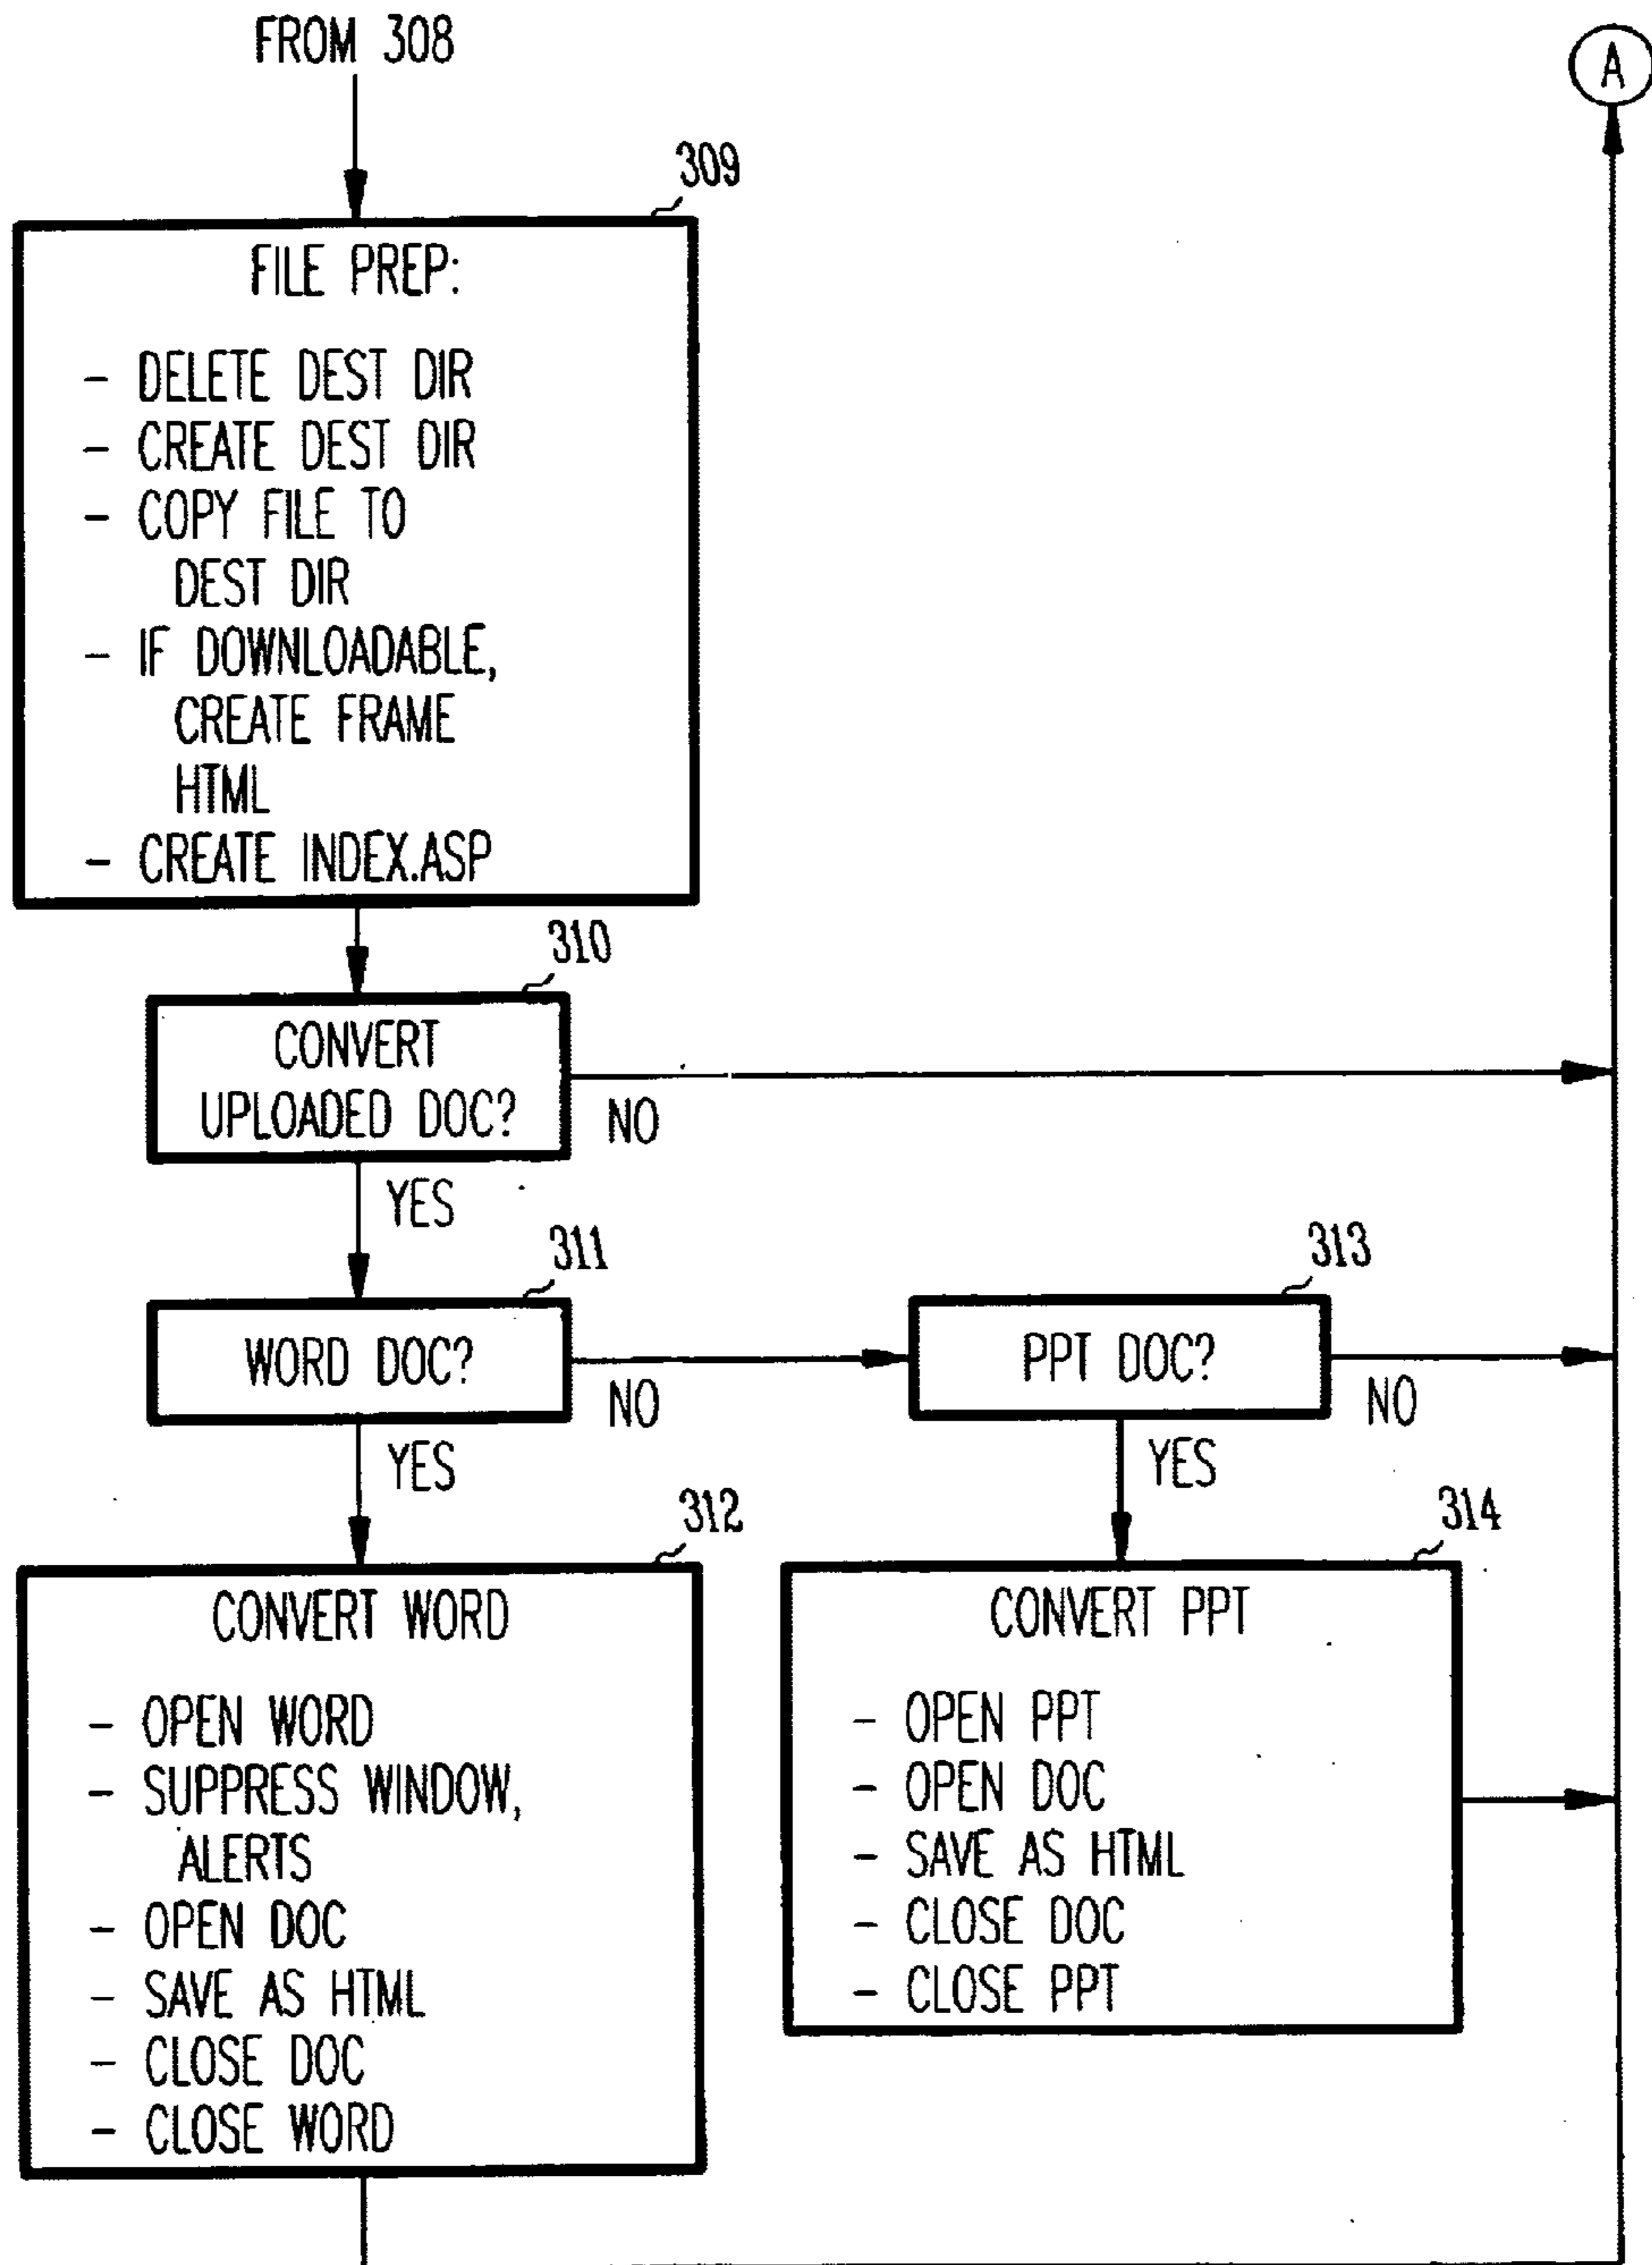 FROM 308
A
309
FILE PREP:
- DELETE DEST DIR
- CREATE DEST DIR
- COPY FILE TO
DEST DIR
- IF DOWNLOADABLE,
CREATE FRAME
HTML
- CREATE INDEX.ASP
310
CONVERT
UPLOADED DOC?
NO
YES
311
WORD DOC?
NO
YES
313
PPT DOC?
NO
YES
312
CONVERT WORD
- OPEN WORD
- SUPPRESS WINDOW,
ALERTS
- OPEN DOC
- SAVE AS HTML
- CLOSE DOC
- CLOSE WORD
314
CONVERT PPT
- OPEN PPT
- OPEN DOC
- SAVE AS HTML
- CLOSE DOC
- CLOSE PPT